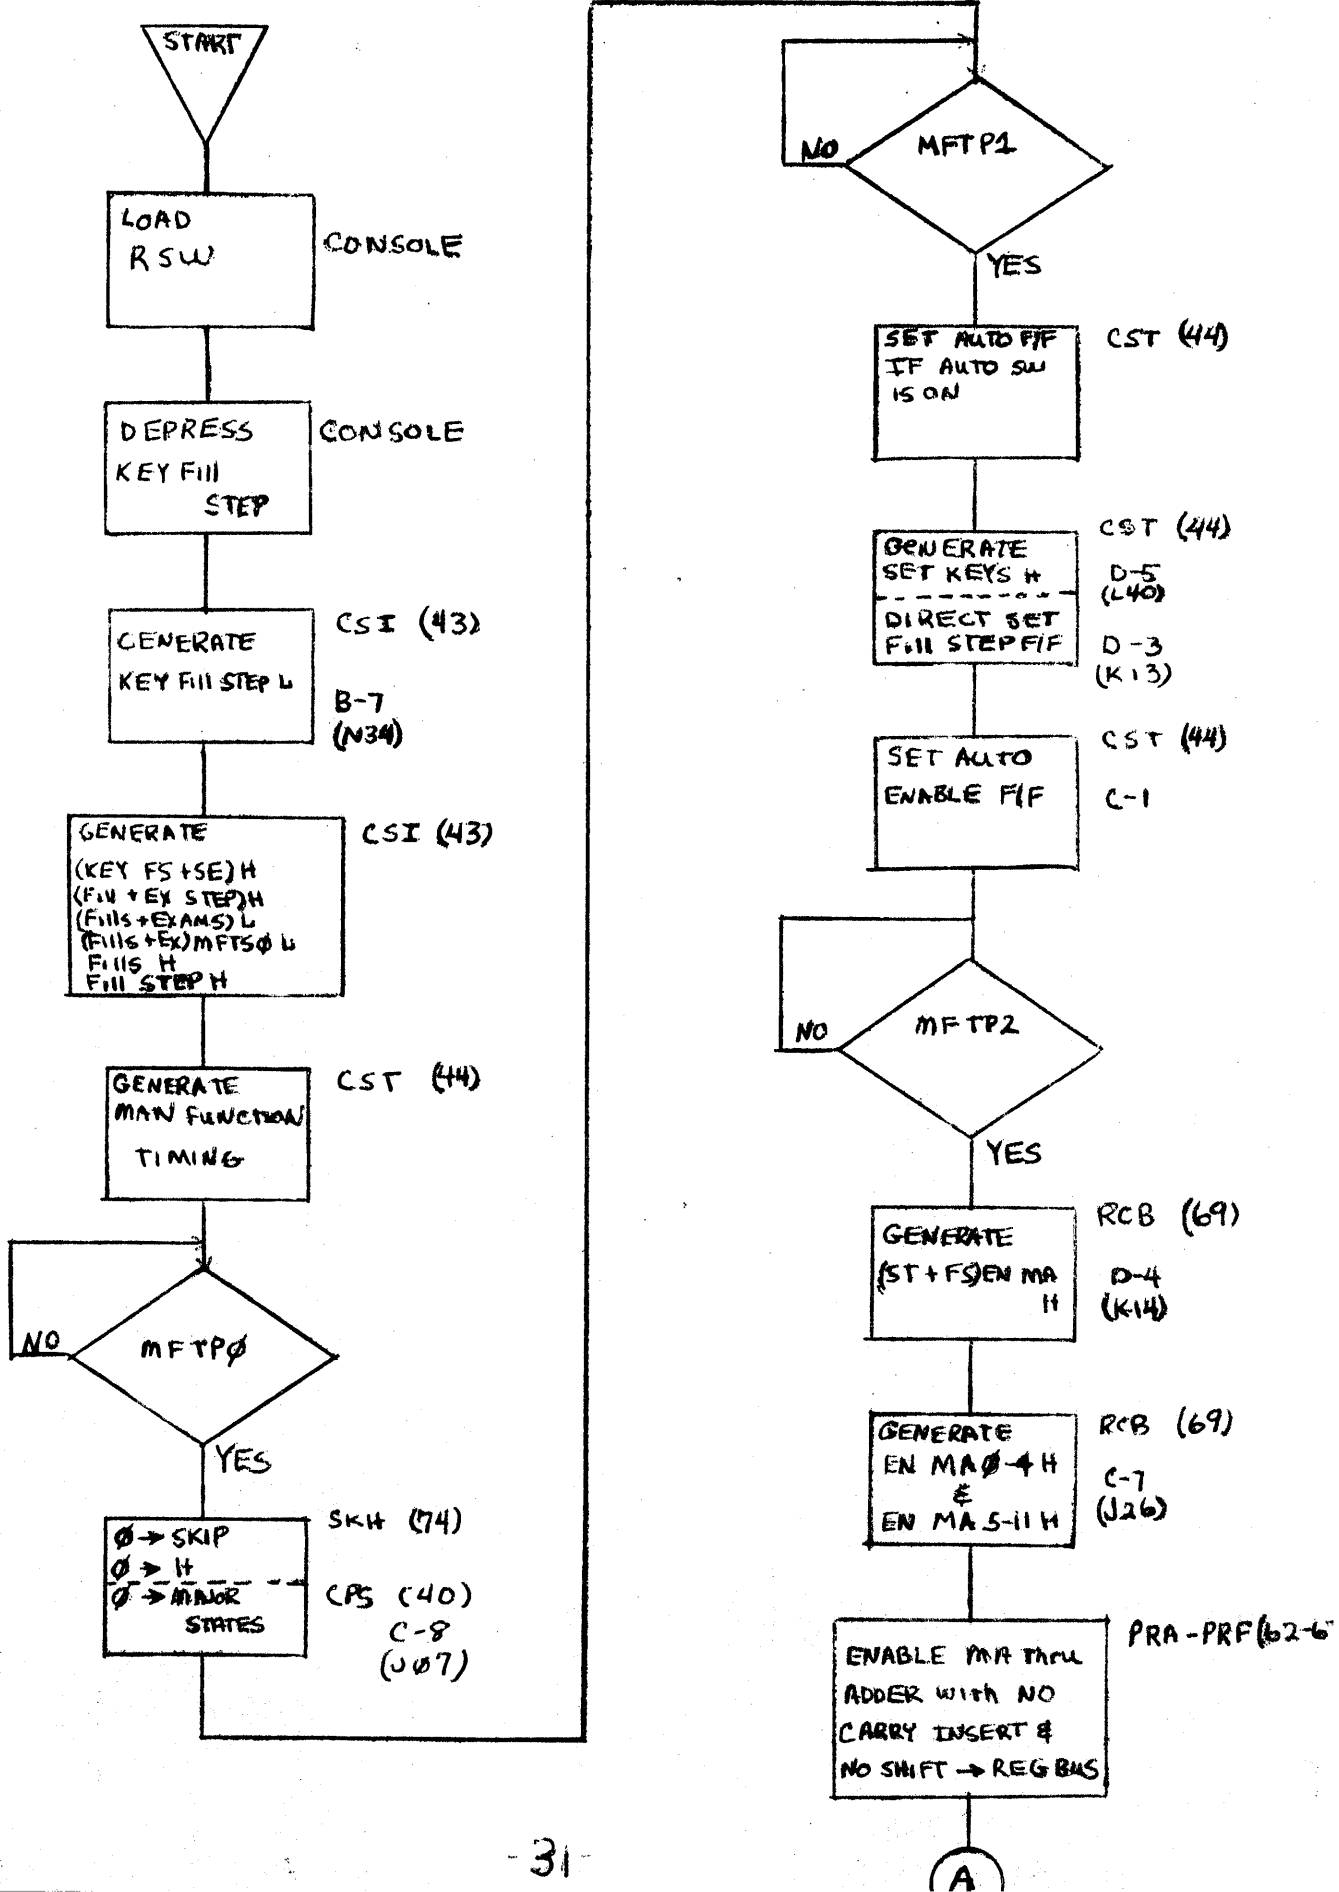 START
LOAD
RSW
CONSOLE
DEPRESS
KEY Fill
STEP
CONSOLE
GENERATE
KEY Fill STEP L
CSI (43)
B-7
(N34)
GENERATE
(KEY FS+SE)H
(Fill + EX STEP)H
(Fills+EXAMS) L
(Fills+Ex)MFTSØ L
Fills H
Fill STEP H
CSI (43)
GENERATE
MAN FUNCTION
TIMING
CST (44)
MFTPØ
NO
YES
Ø→SKIP
Ø→H
Ø→MAJOR
STATES
SKH (74)
CPS (40)
C-8
(JØ7)
MFTP1
NO
YES
SET AUTO F/F
IF AUTO SW
IS ON
CST (44)
GENERATE
SET KEYS H
DIRECT SET
Fill STEP F/F
CST (44)
D-5
(L40)
D-3
(K13)
SET AUTO
ENABLE F/F
CST (44)
C-1
MFTP2
NO
YES
GENERATE
(ST+FS)EN MA
H
RCB (69)
D-4
(K14)
GENERATE
EN MAØ-4 H
&
EN MA 5-11 H
RCB (69)
C-7
(J26)
ENABLE MA Thru
ADDER with NO
CARRY INSERT &
NO SHIFT → REG BUS
PRA-PRF(62-6
A
-31-